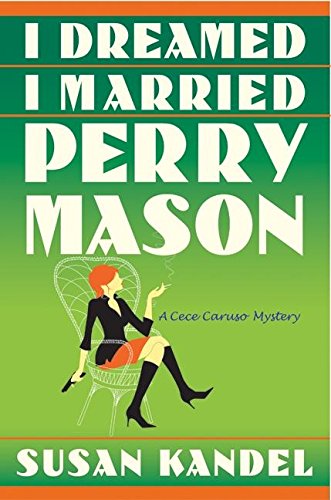 I DREAMED
I MARRIED
PERRY
MASON
A Cece Caruso Mystery
SUSAN KANDEL